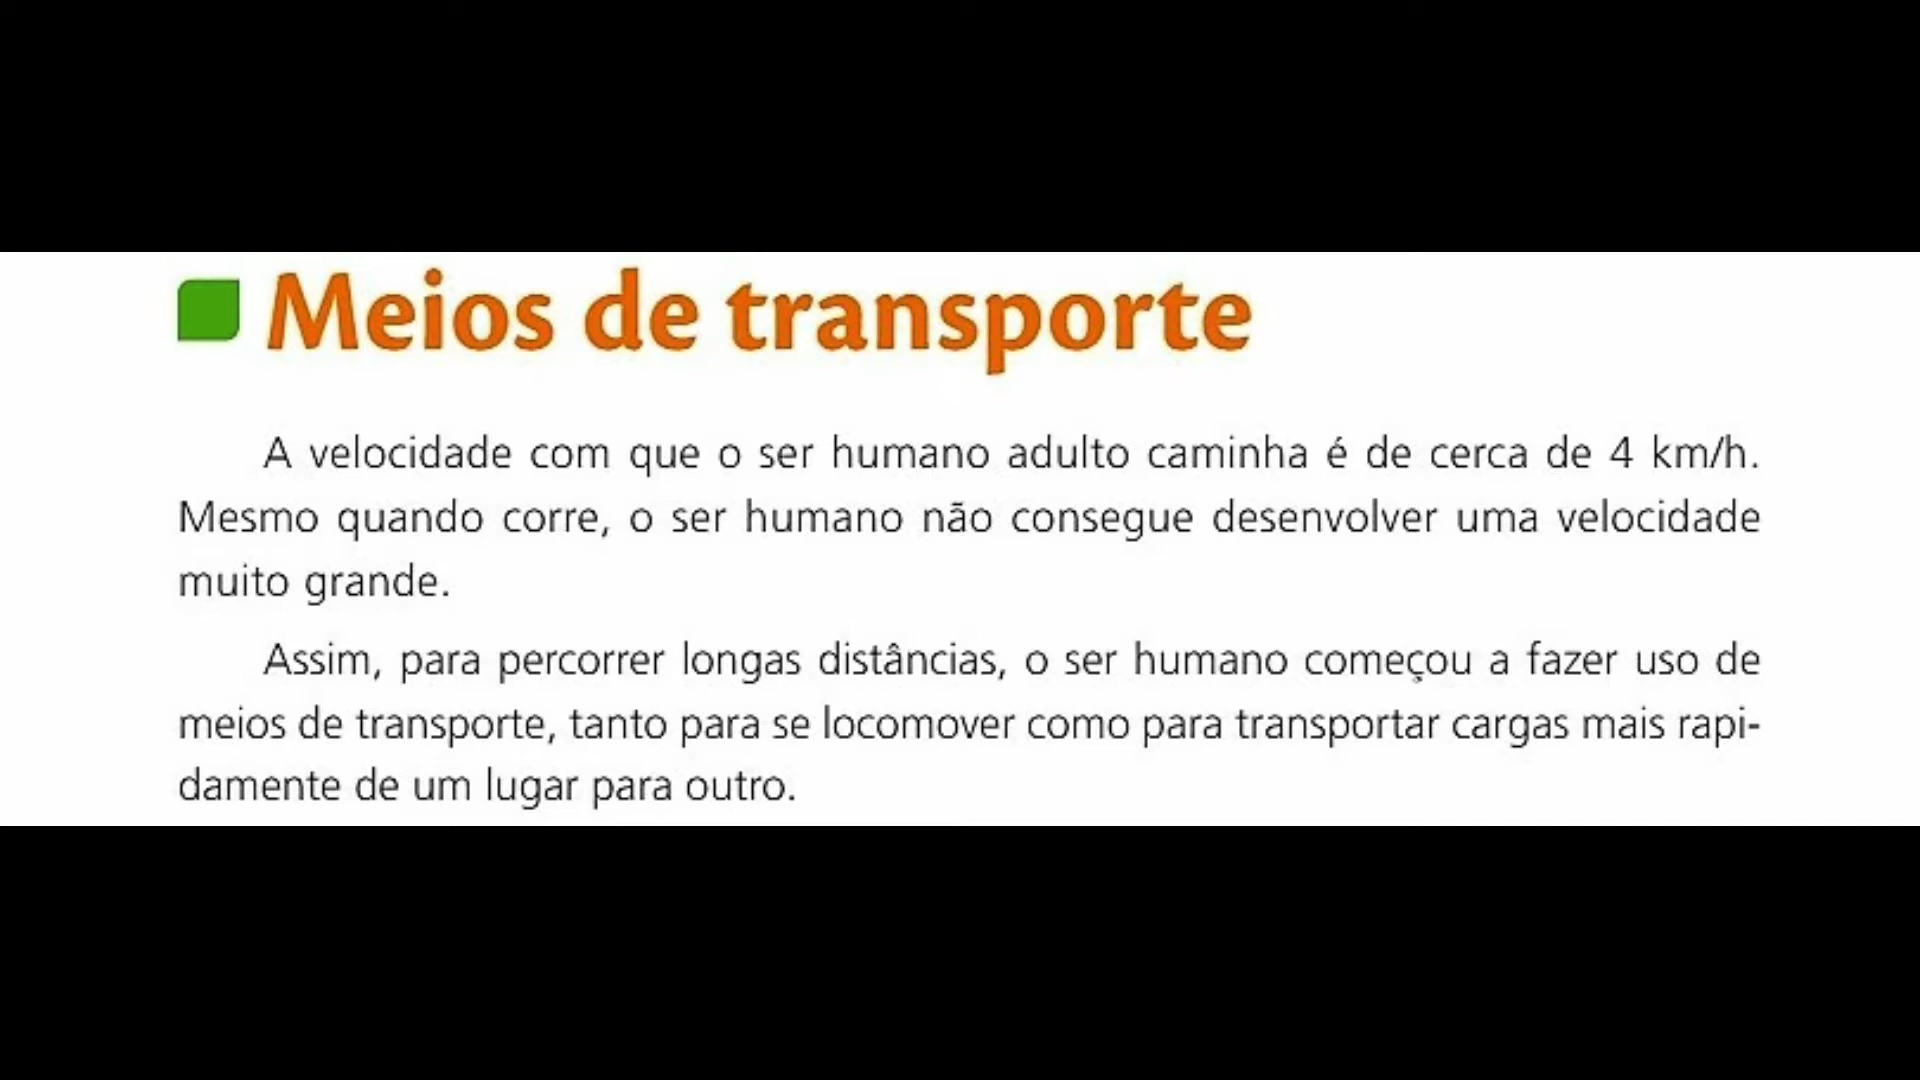 Meios de transporte
A velocidade com que o ser humano adulto caminha é de cerca de 4 km/h.
Mesmo quando corre, o ser humano não consegue desenvolver uma velocidade
muito grande.
Assim, para percorrer longas distâncias, o ser humano começou a fazer uso de
meios de transporte, tanto para se locomover como para transportar cargas mais rapi-
damente de um lugar para outro.